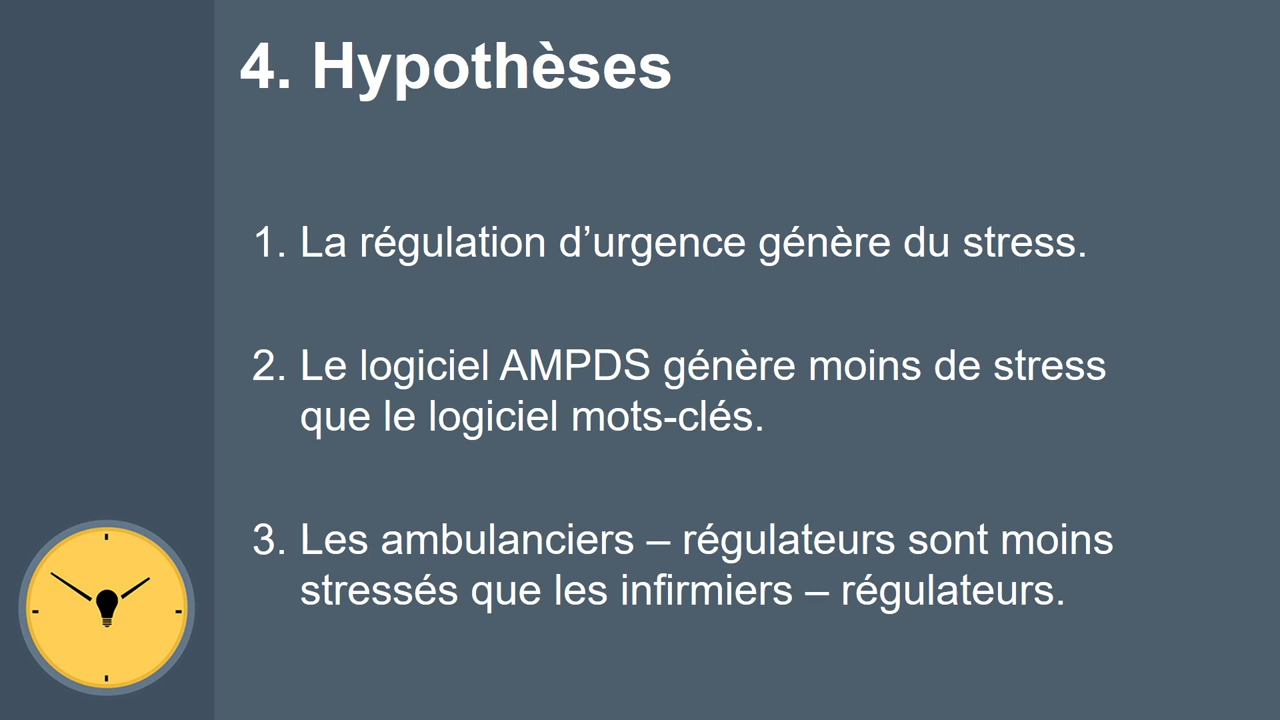 4. Hypothèses
1. La régulation d’urgence génère du stress.
2. Le logiciel AMPDS génère moins de stress
que le logiciel mots-clés.
3. Les ambulanciers – régulateurs sont moins
stressés que les infirmiers – régulateurs.